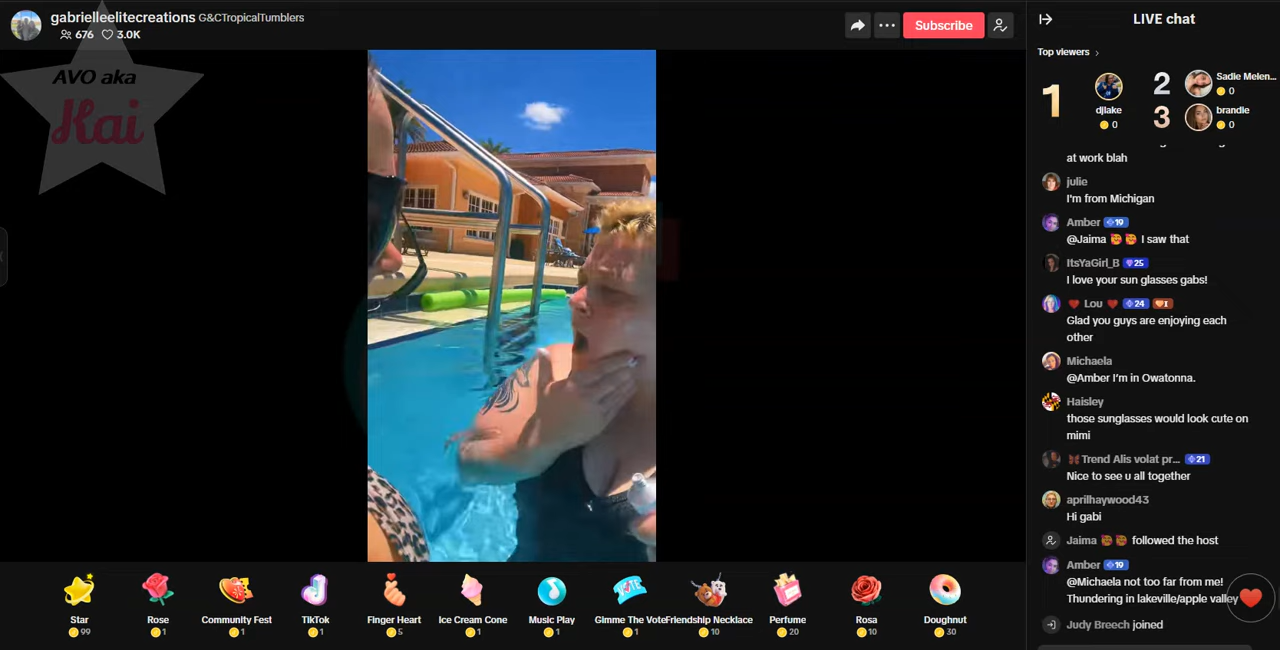 gabrielleelitecreations G&CTropicalTumblers
676 3.0K
Subscribe
AVO aka
Kai
LIVE chat
Top viewers
1 djlake 0
2 Sadie Melen... 0
3 brandie 0
at work blah
julie
I'm from Michigan
Amber 19
@Jaima 🥰 🥰 I saw that
ItsYaGirl_B 25
I love your sun glasses gabs!
♥ Lou ♥ 24 I
Glad you guys are enjoying each
other
Michaela
@Amber I'm in Owatonna.
Haisley
those sunglasses would look cute on
mimi
Trend Alis volat pr... 21
Nice to see u all together
aprilhaywood43
Hi gabi
Jaima followed the host
Amber 19
@Michaela not too far from me!
Thundering in lakeville/apple valley
Judy Breech joined
Star Rose Community Fest TikTok Finger Heart Ice Cream Cone Music Play Gimme The Vote Friendship Necklace Perfume Rosa Doughnut
99 1 1 1 5 1 1 1 10 20 10 30